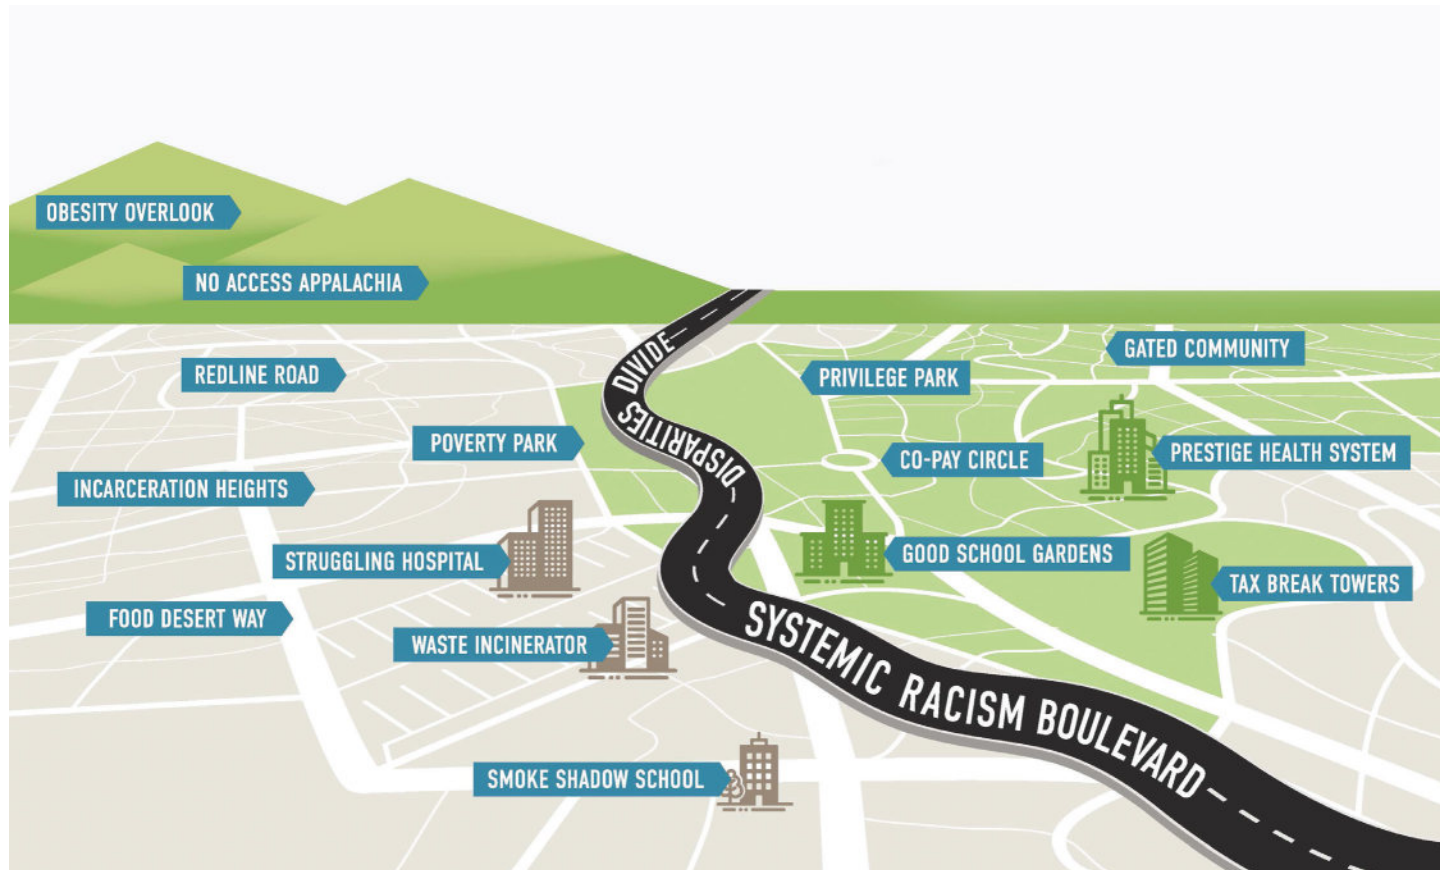 OBESITY OVERLOOK
NO ACCESS APPALACHIA
REDLINE ROAD
POVERTY PARK
INCARCERATION HEIGHTS
STRUGGLING HOSPITAL
FOOD DESERT WAY
WASTE INCINERATOR
SMOKE SHADOW SCHOOL
DISPARITIES DIVIDE
SYSTEMIC RACISM BOULEVARD
GATED COMMUNITY
PRIVILEGE PARK
CO-PAY CIRCLE
PRESTIGE HEALTH SYSTEM
GOOD SCHOOL GARDENS
TAX BREAK TOWERS